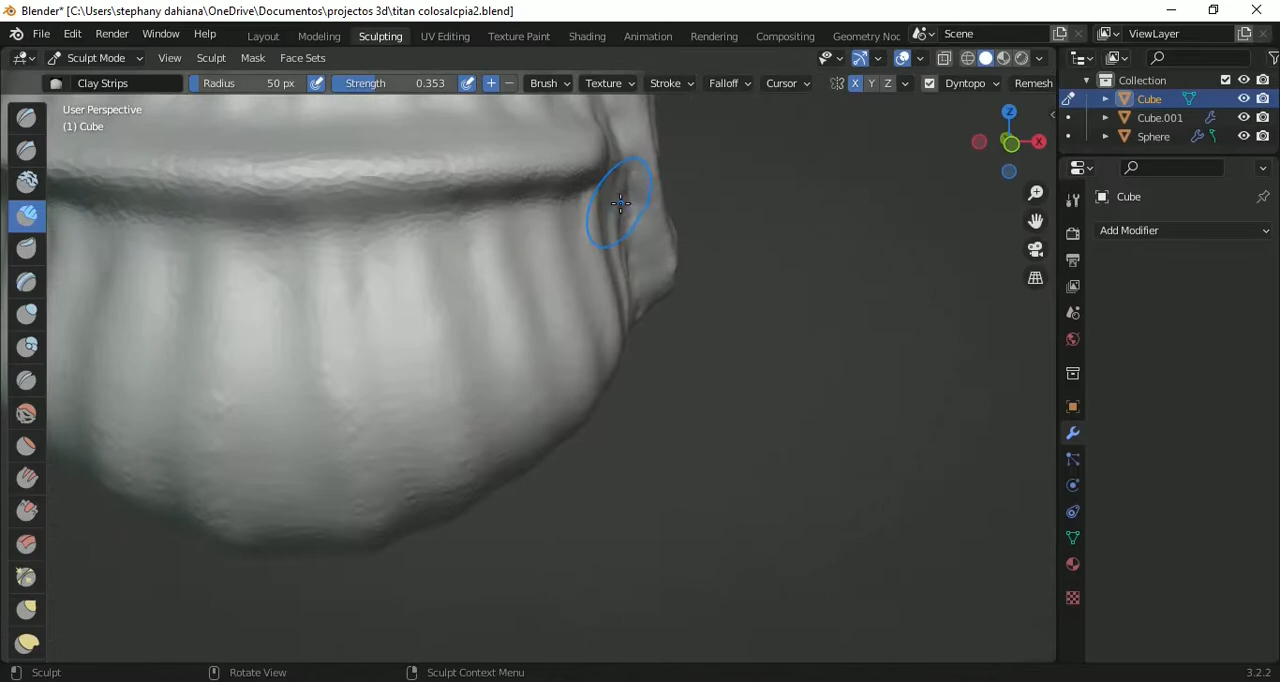 Blender* [C:\Users\stephany dahiana\OneDrive\Documentos\projectos 3d\titan colosalcpia2.blend]
File Edit Render Window Help Layout Modeling Sculpting UV Editing Texture Paint Shading Animation Rendering Compositing Geometry Noc Scene ViewLayer
Sculpt Mode View Sculpt Mask Face Sets
Clay Strips Radius 50 px Strength 0.353 Brush Texture Stroke Falloff Cursor X Y Z Dyntopo Remesh
User Perspective
(1) Cube
Z
X
Collection
Cube
Cube.001
Sphere
Cube
Add Modifier
Sculpt Rotate View Sculpt Context Menu 3.2.2